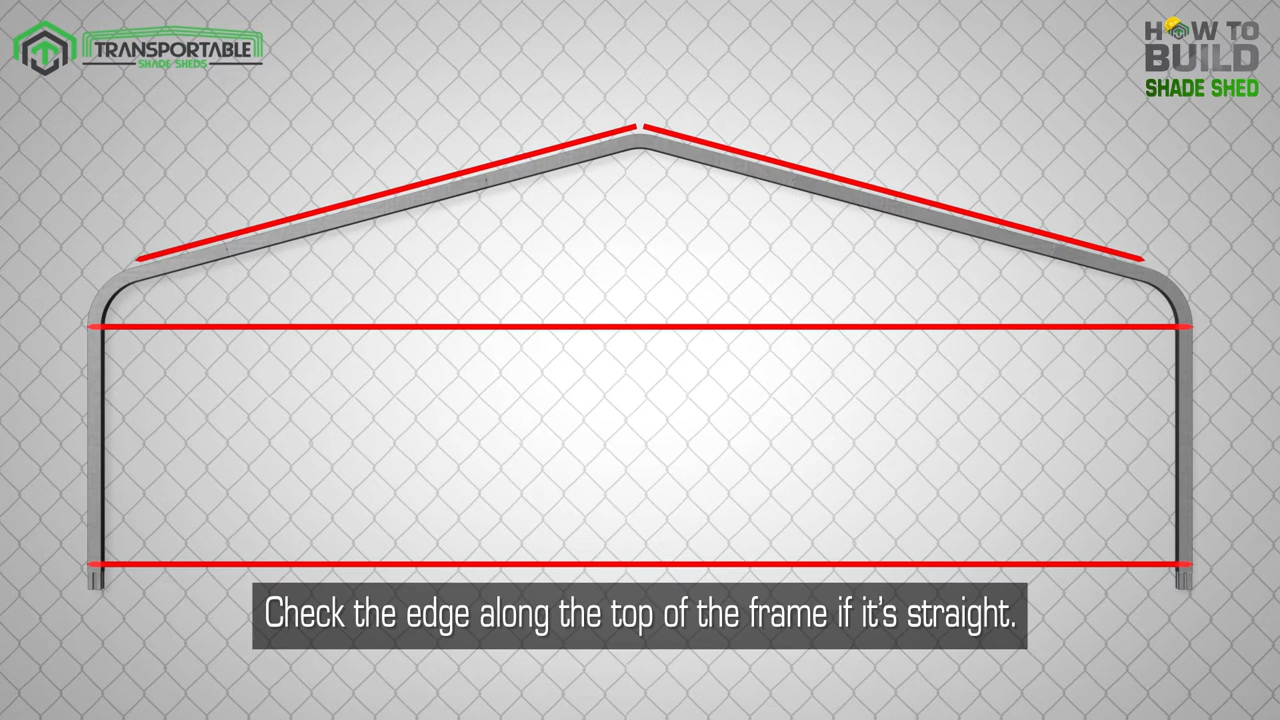 TRANSPORTABLE
SHADE SHEDS
HOW TO
BUILD
SHADE SHED
Check the edge along the top of the frame if it's straight.